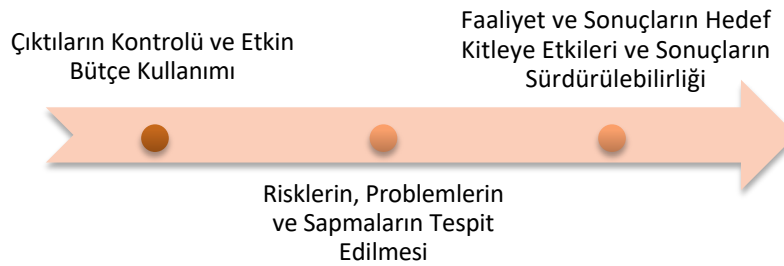 Çıktıların Kontrolü ve Etkin
Bütçe Kullanımı
Risklerin, Problemlerin
ve Sapmaların Tespit
Edilmesi
Faaliyet ve Sonuçların Hedef
Kitleye Etkileri ve Sonuçların
Sürdürülebilirliği